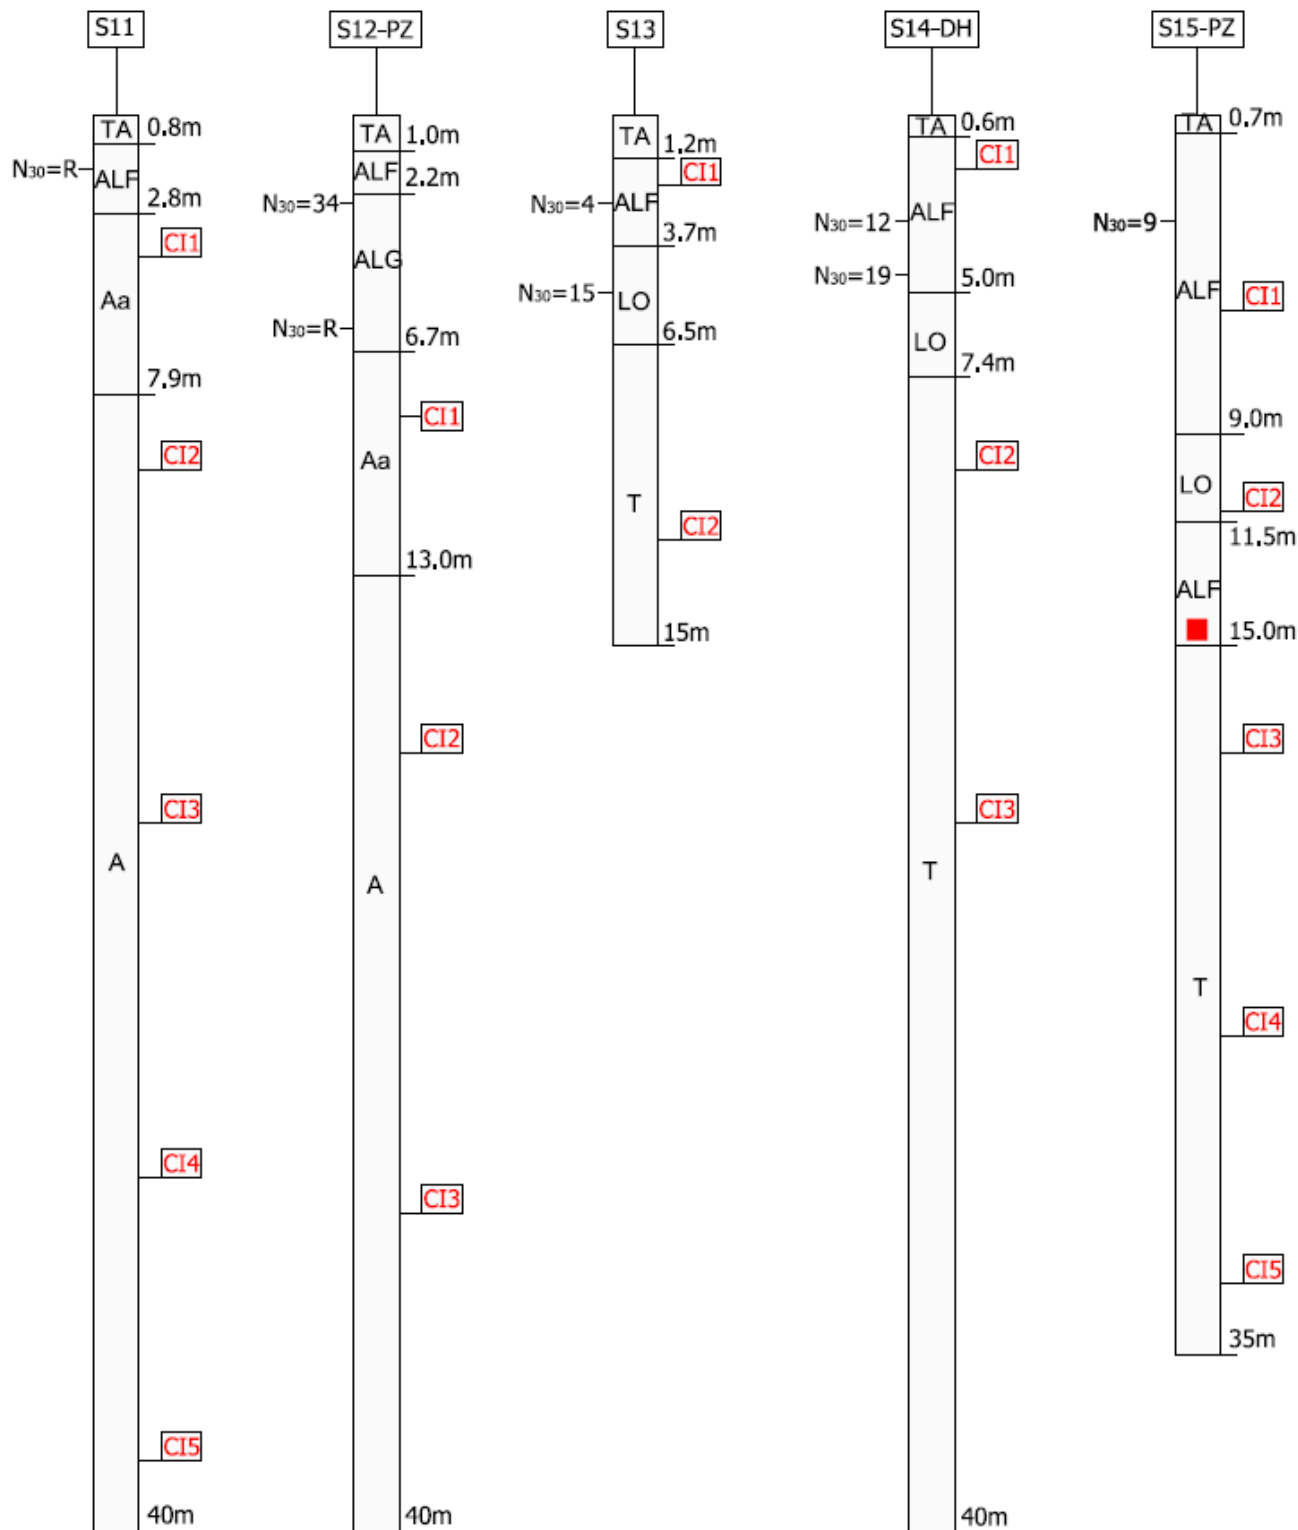 S11
TA
0.8m
N30=R
ALF
2.8m
CI1
Aa
7.9m
CI2
CI3
A
CI4
CI5
40m
S12-PZ
TA
1.0m
ALF
2.2m
N30=34
ALG
N30=R
6.7m
CI1
Aa
13.0m
CI2
A
CI3
40m
S13
TA
1.2m
CI1
N30=4
ALF
3.7m
N30=15
LO
6.5m
T
CI2
15m
S14-DH
TA
0.6m
CI1
N30=12
ALF
N30=19
5.0m
LO
7.4m
CI2
CI3
T
40m
S15-PZ
TA
0.7m
N30=9
ALF
CI1
9.0m
LO
CI2
11.5m
ALF
15.0m
CI3
T
CI4
CI5
35m